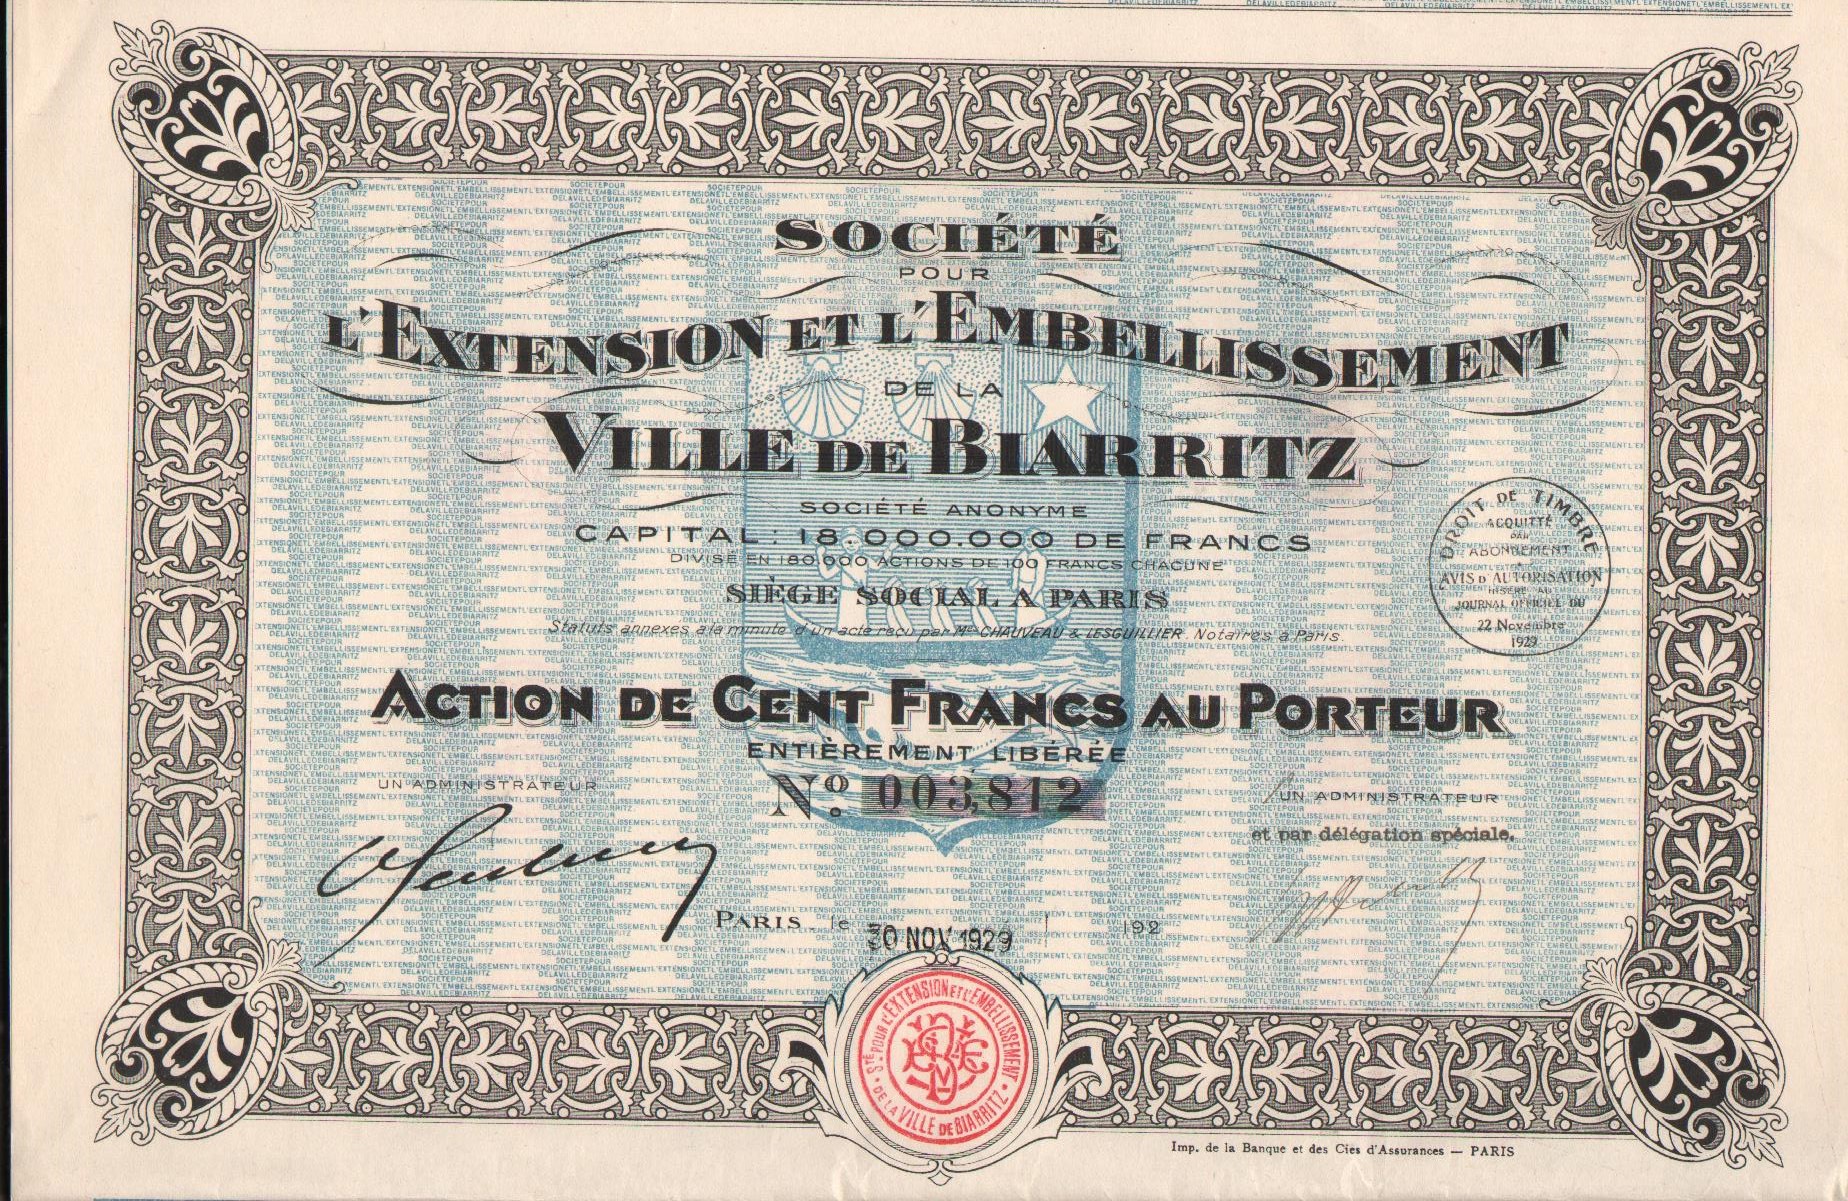 SOCIÉTÉ
POUR
L'EXTENSION ET L'EMBELLISSEMENT
DE LA
VILLE DE BIARRITZ
SOCIÉTÉ ANONYME
CAPITAL : 18.000.000 DE FRANCS
DIVISÉ EN 180.000 ACTIONS DE 100 FRANCS CHACUNE
SIÈGE SOCIAL A PARIS
Statuts annexés à la minute d'un acte reçu par Mes CHAUVEAU & LESGUILLIER Notaires à Paris.
DROIT DE TIMBRE
ACQUITTÉ
PAR
ABONNEMENT
AVIS D'AUTORISATION
INSÉRÉ AU
JOURNAL OFFICIEL DU
22 Novembre
1929
ACTION DE CENT FRANCS AU PORTEUR
ENTIÈREMENT LIBÉRÉE
No. 003,812
UN ADMINISTRATEUR
UN ADMINISTRATEUR
et par délégation spéciale.
PARIS le 30 NOV 1929 192
STÉ POUR L'EXTENSION ET L'EMBELLISSEMENT
DE LA VILLE DE BIARRITZ
Imp. de la Banque et des Cies d'Assurances — PARIS